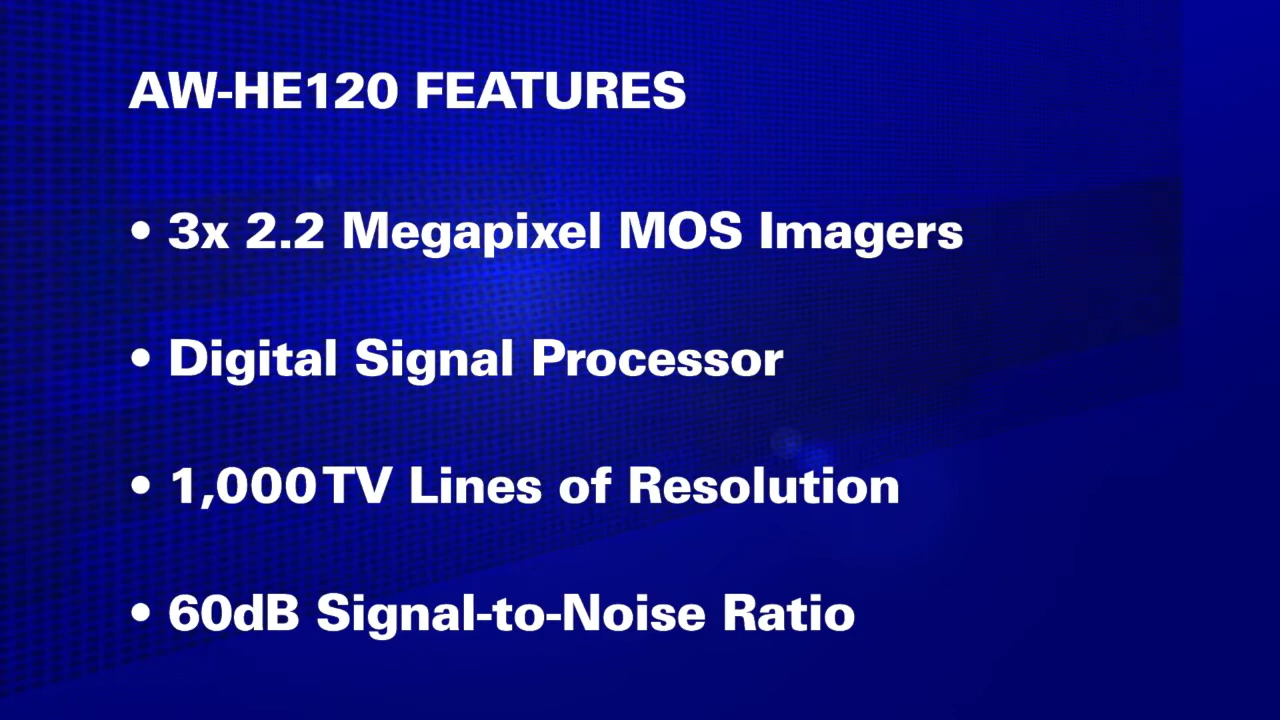 AW-HE120 FEATURES
• 3x 2.2 Megapixel MOS Imagers
• Digital Signal Processor
• 1,000 TV Lines of Resolution
• 60dB Signal-to-Noise Ratio